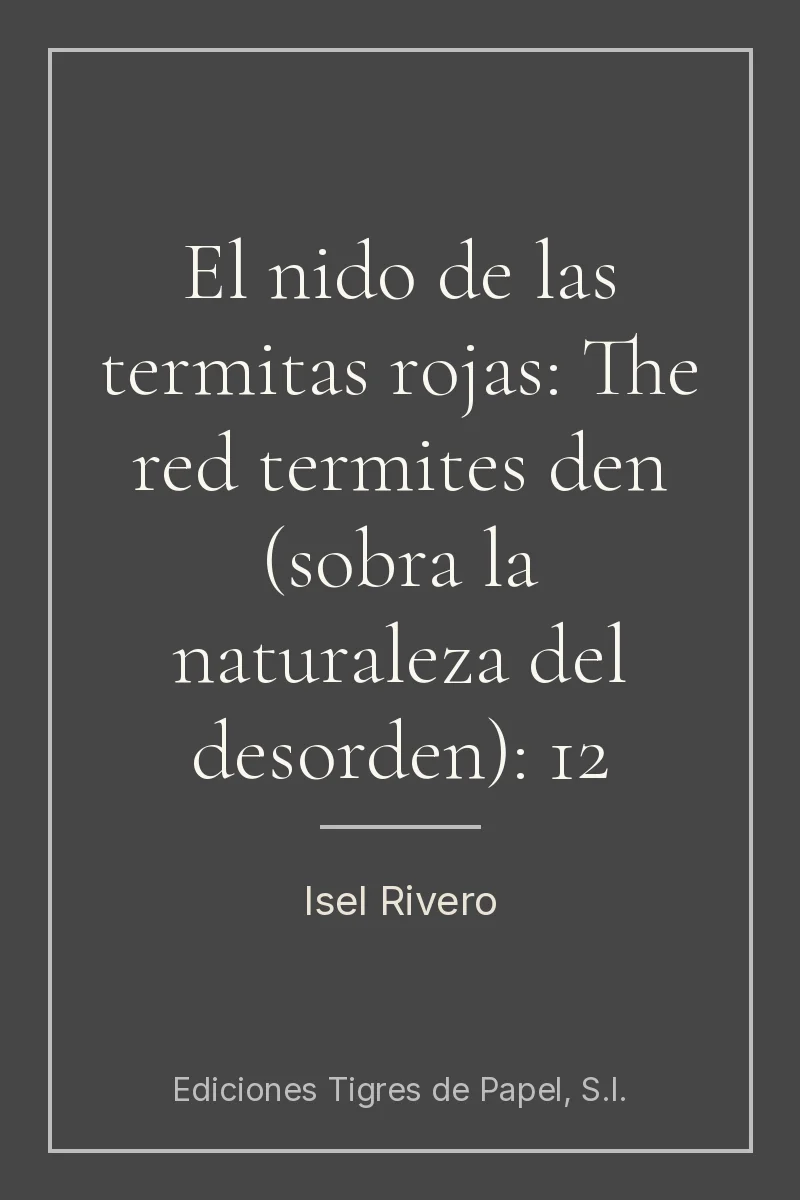 El nido de las
termitas rojas: The
red termites den
(sobra la
naturaleza del
desorden): 12
Isel Rivero
Ediciones Tigres de Papel, S.l.